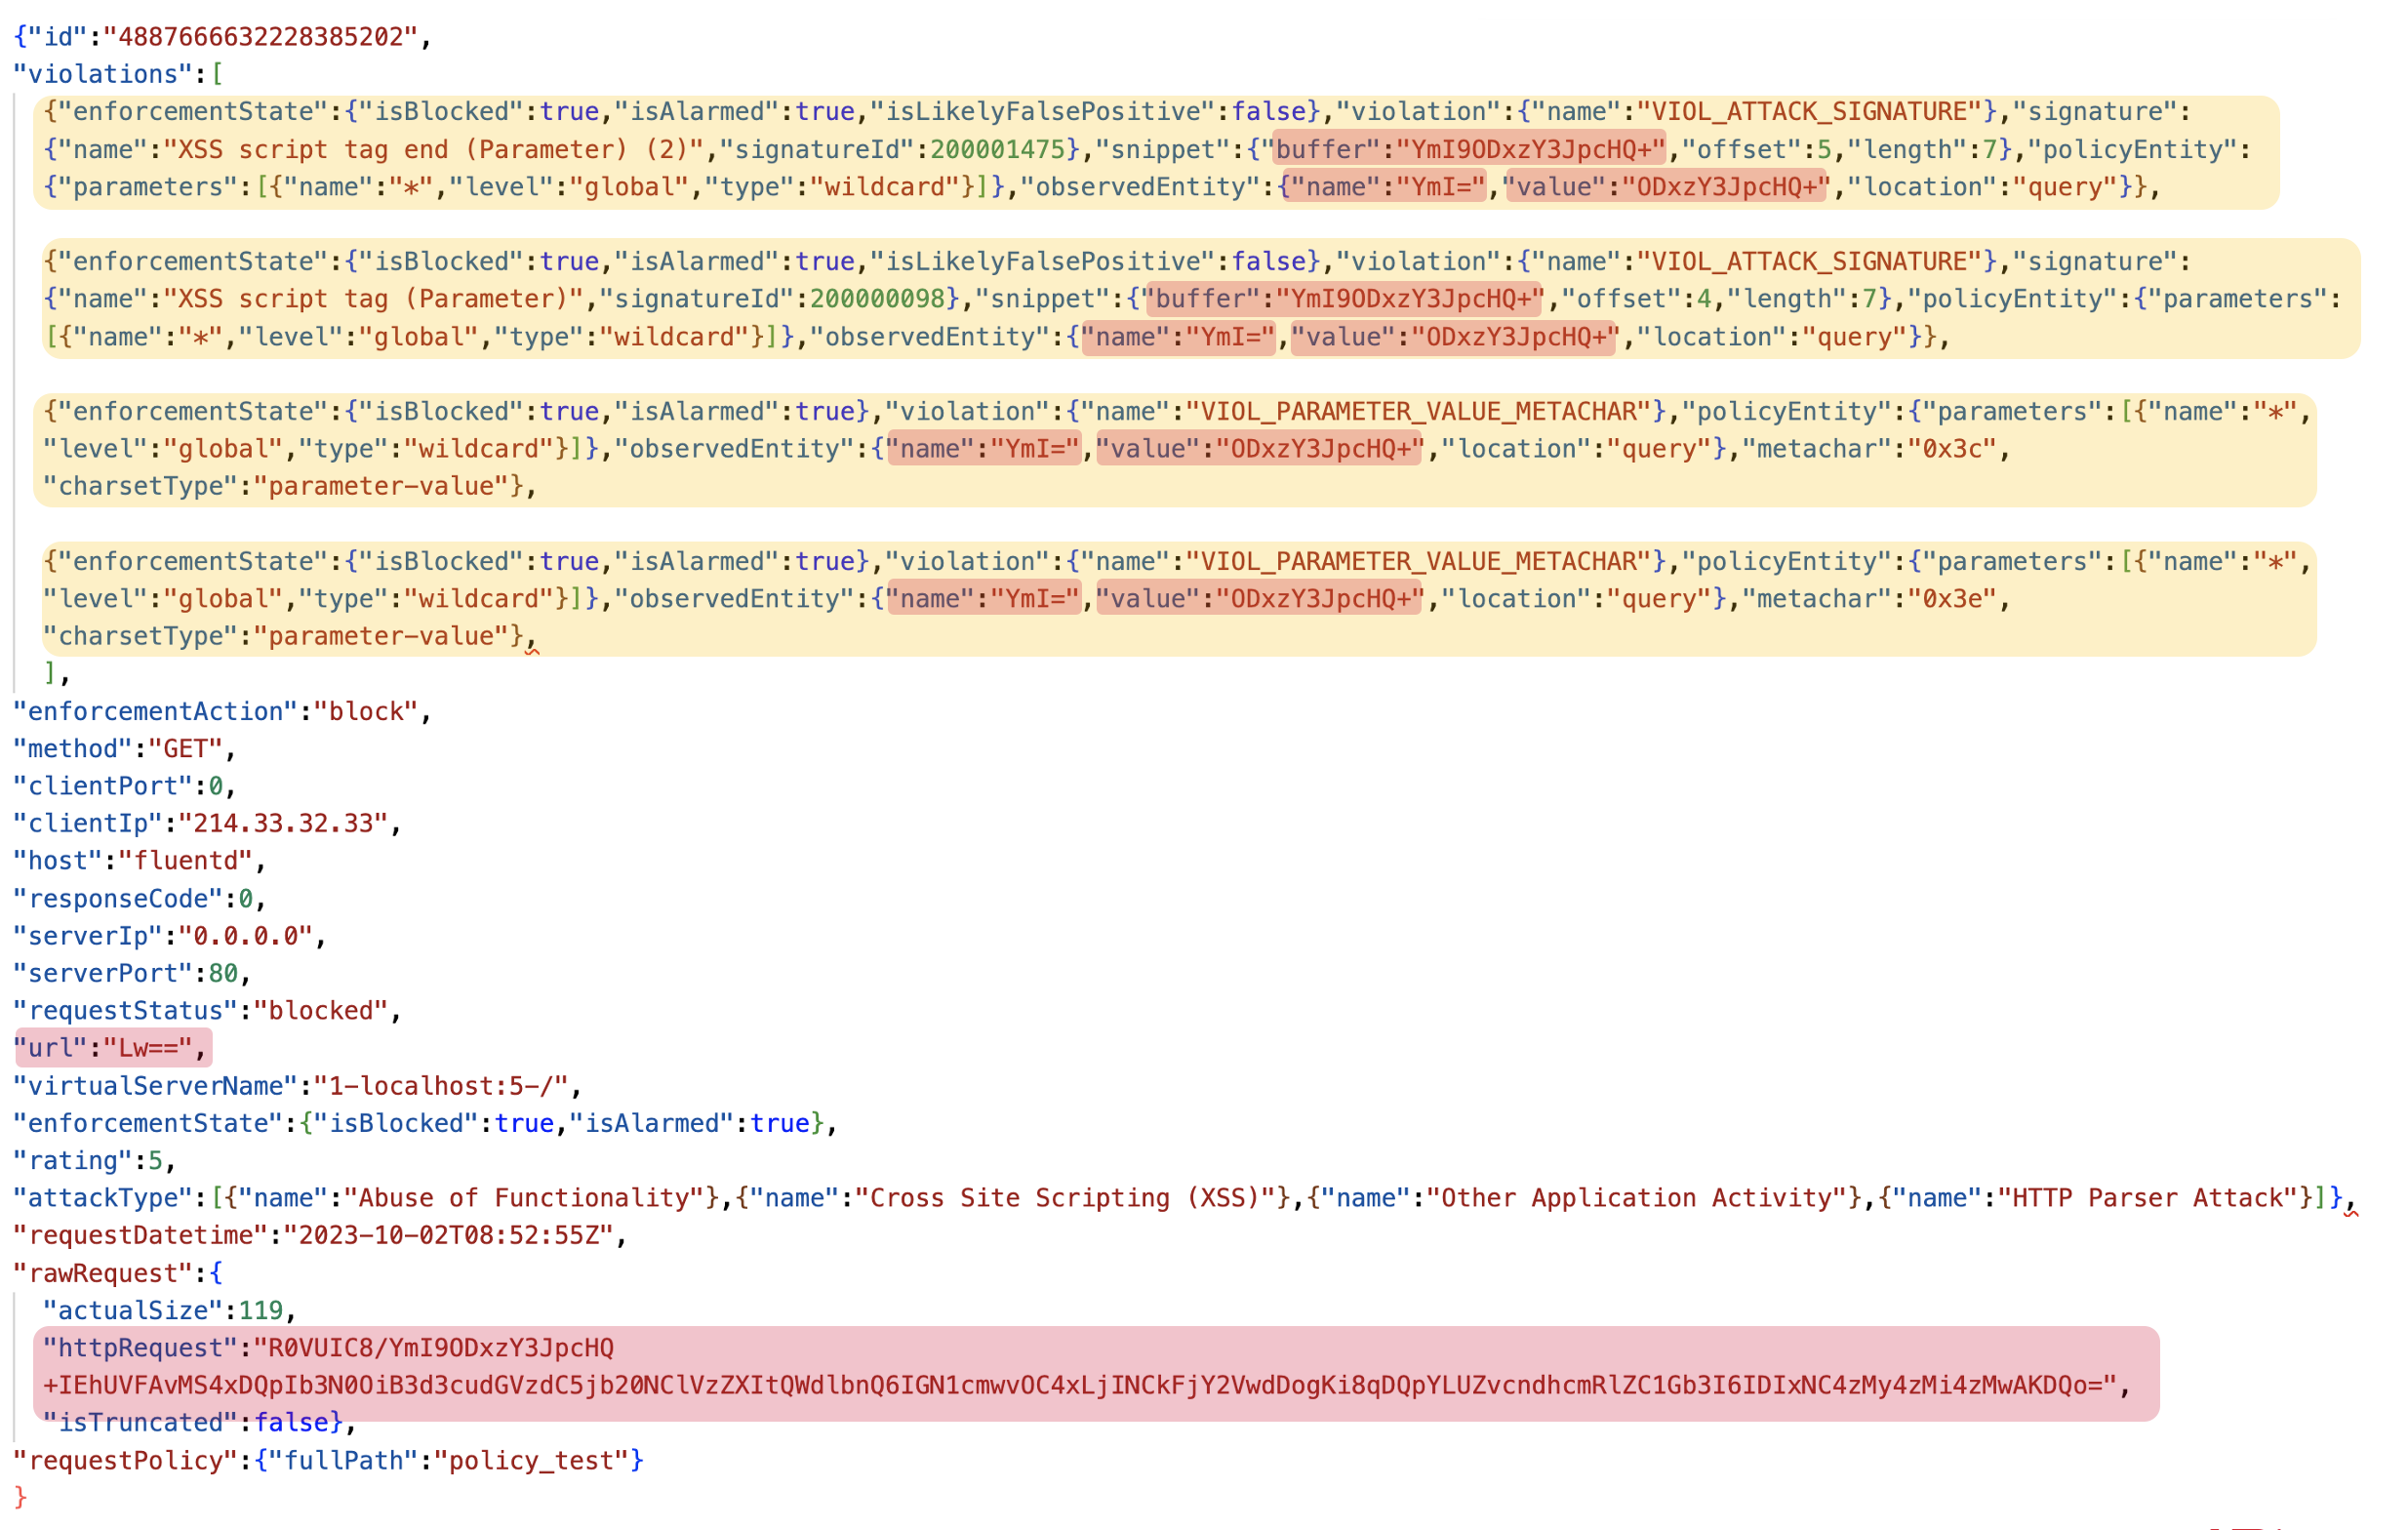 {"id":"4887666632228385202",
"violations":[
{"enforcementState":{"isBlocked":true,"isAlarmed":true,"isLikelyFalsePositive":false},"violation":{"name":"VIOL_ATTACK_SIGNATURE"},"signature":
{"name":"XSS script tag end (Parameter) (2)","signatureId":200001475},"snippet":{"buffer":"YmI9ODxzY3JpcHQ+","offset":5,"length":7},"policyEntity":
{"parameters":[{"name":"*","level":"global","type":"wildcard"}]},"observedEntity":{"name":"YmI=","value":"ODxzY3JpcHQ+","location":"query"}},
{"enforcementState":{"isBlocked":true,"isAlarmed":true,"isLikelyFalsePositive":false},"violation":{"name":"VIOL_ATTACK_SIGNATURE"},"signature":
{"name":"XSS script tag (Parameter)","signatureId":200000098},"snippet":{"buffer":"YmI9ODxzY3JpcHQ+","offset":4,"length":7},"policyEntity":{"parameters":
[{"name":"*","level":"global","type":"wildcard"}]},"observedEntity":{"name":"YmI=","value":"ODxzY3JpcHQ+","location":"query"}},
{"enforcementState":{"isBlocked":true,"isAlarmed":true},"violation":{"name":"VIOL_PARAMETER_VALUE_METACHAR"},"policyEntity":{"parameters":[{"name":"*",
"level":"global","type":"wildcard"}]},"observedEntity":{"name":"YmI=","value":"ODxzY3JpcHQ+","location":"query"},"metachar":"0x3c",
"charsetType":"parameter-value"},
{"enforcementState":{"isBlocked":true,"isAlarmed":true},"violation":{"name":"VIOL_PARAMETER_VALUE_METACHAR"},"policyEntity":{"parameters":[{"name":"*",
"level":"global","type":"wildcard"}]},"observedEntity":{"name":"YmI=","value":"ODxzY3JpcHQ+","location":"query"},"metachar":"0x3e",
"charsetType":"parameter-value"},
],
"enforcementAction":"block",
"method":"GET",
"clientPort":0,
"clientIp":"214.33.32.33",
"host":"fluentd",
"responseCode":0,
"serverIp":"0.0.0.0",
"serverPort":80,
"requestStatus":"blocked",
"url":"Lw==",
"virtualServerName":"1-localhost:5-/",
"enforcementState":{"isBlocked":true,"isAlarmed":true},
"rating":5,
"attackType":[{"name":"Abuse of Functionality"},{"name":"Cross Site Scripting (XSS)"},{"name":"Other Application Activity"},{"name":"HTTP Parser Attack"}]},
"requestDatetime":"2023-10-02T08:52:55Z",
"rawRequest":{
"actualSize":119,
"httpRequest":"R0VUIC8/YmI9ODxzY3JpcHQ
+IEhUVFAvMS4xDQpIb3N0OiB3d3cudGVzdC5jb20NClVzZXItQWdlbnQ6IGN1cmwvOC4xLjINCkFjY2VwdDogKi8qDQpYLUZvcndhcmRlZC1Gb3I6IDIxNC4zMy4zMi4zMwAKDQo=",
"isTruncated":false},
"requestPolicy":{"fullPath":"policy_test"}
}